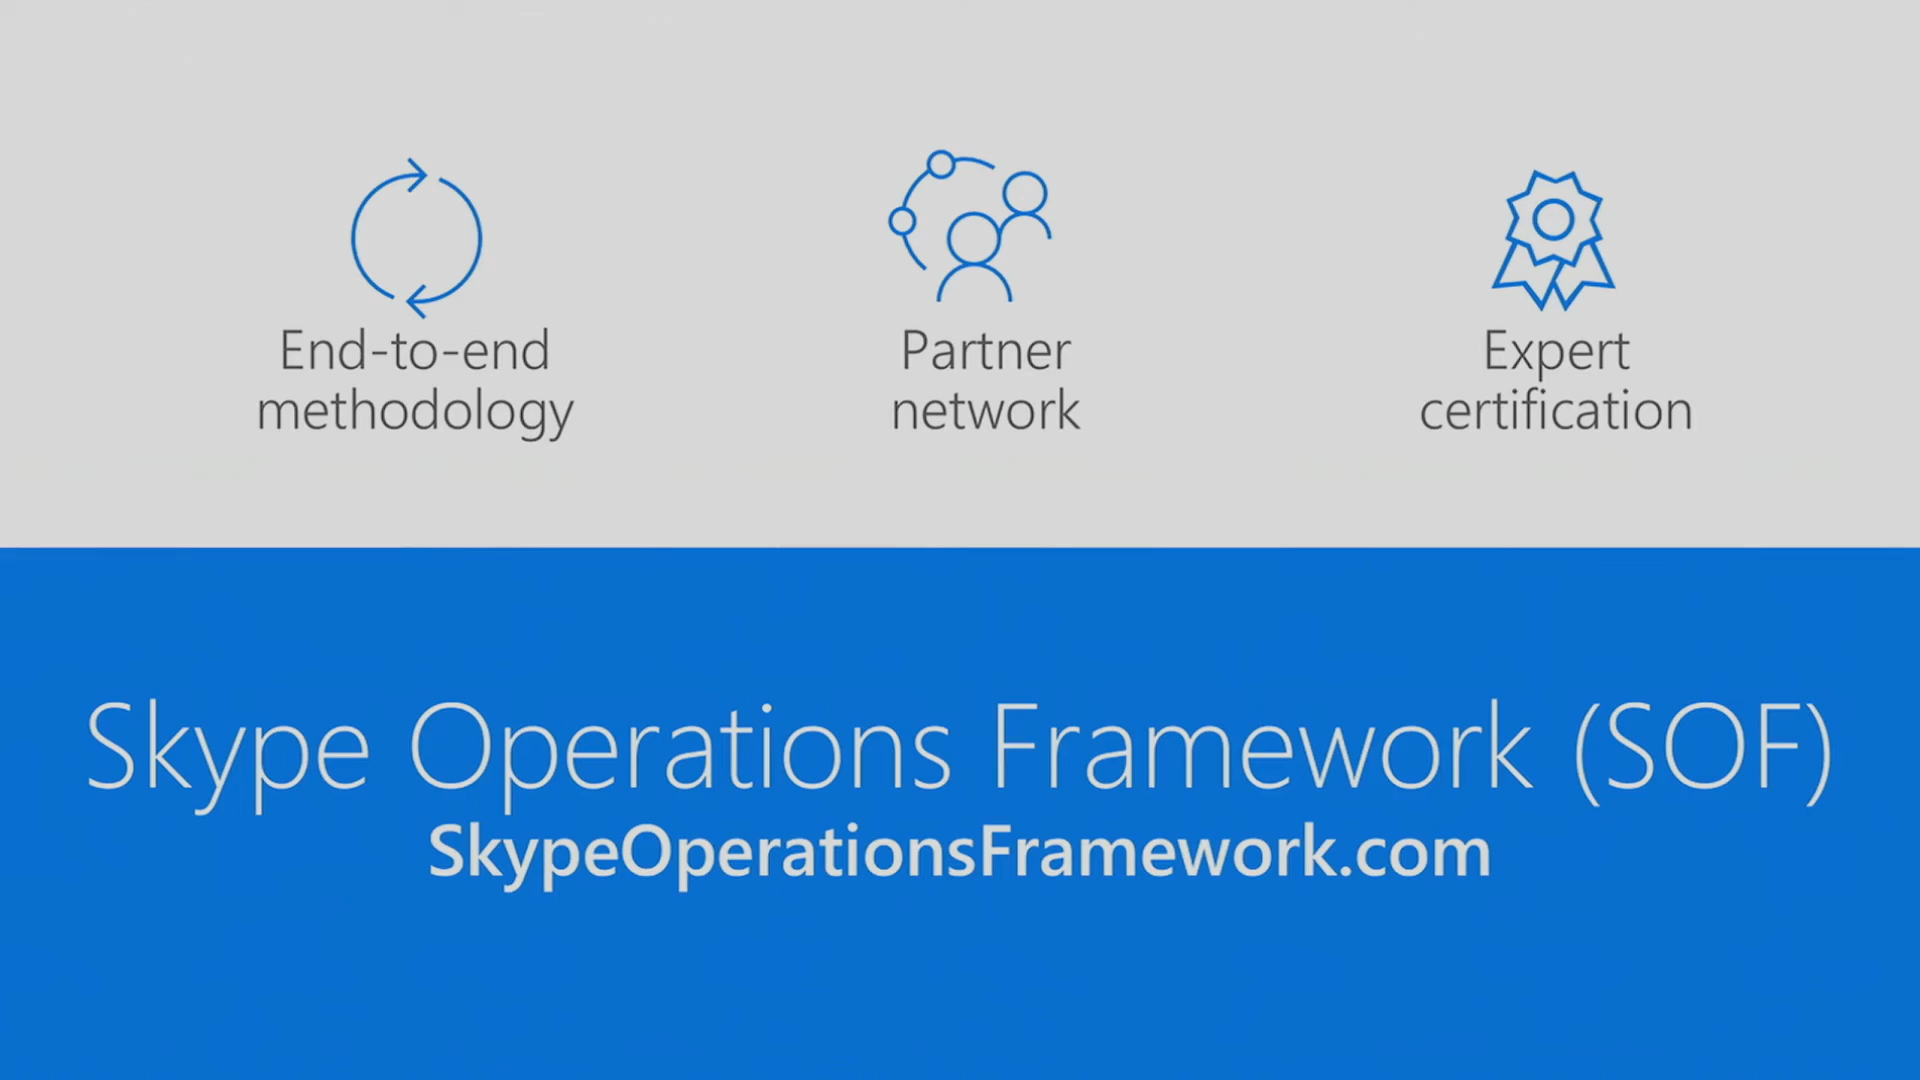 End-to-end
methodology
Partner
network
Expert
certification
Skype Operations Framework (SOF)
SkypeOperationsFramework.com